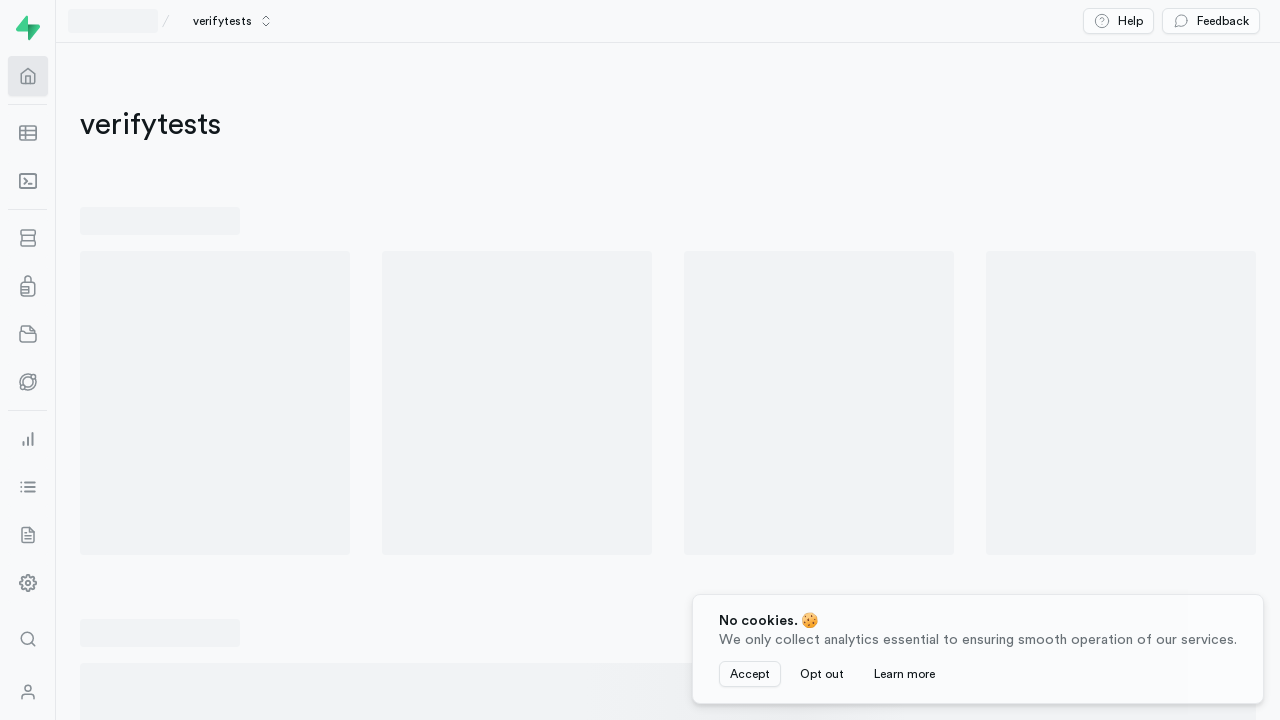 verifytests
Help
Feedback
verifytests
No cookies. 🍪
We only collect analytics essential to ensuring smooth operation of our services.
Accept
Opt out
Learn more